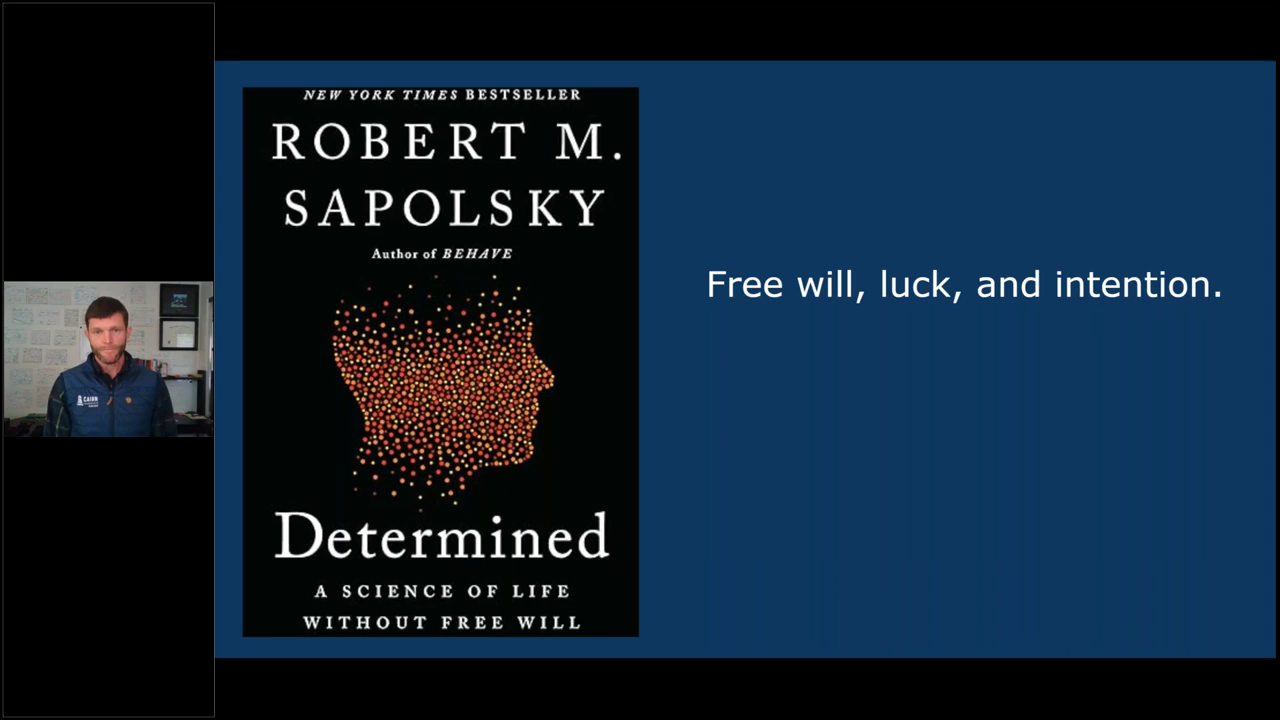 NEW YORK TIMES BESTSELLER
ROBERT M.
SAPOLSKY
Author of BEHAVE
Determined
A SCIENCE OF LIFE
WITHOUT FREE WILL
Free will, luck, and intention.
CAIRN